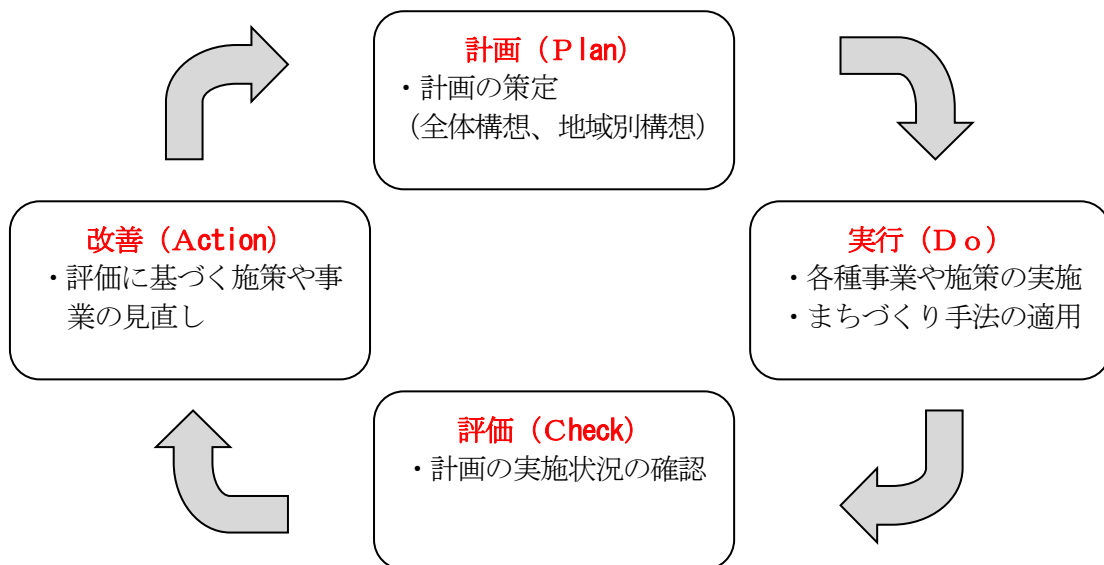 計画（Ｐlan）
・計画の策定
（全体構想、地域別構想）
改善（Ａction）
・評価に基づく施策や事
業の見直し
実行（Ｄｏ）
・各種事業や施策の実施
・まちづくり手法の適用
評価（Ｃheck）
・計画の実施状況の確認